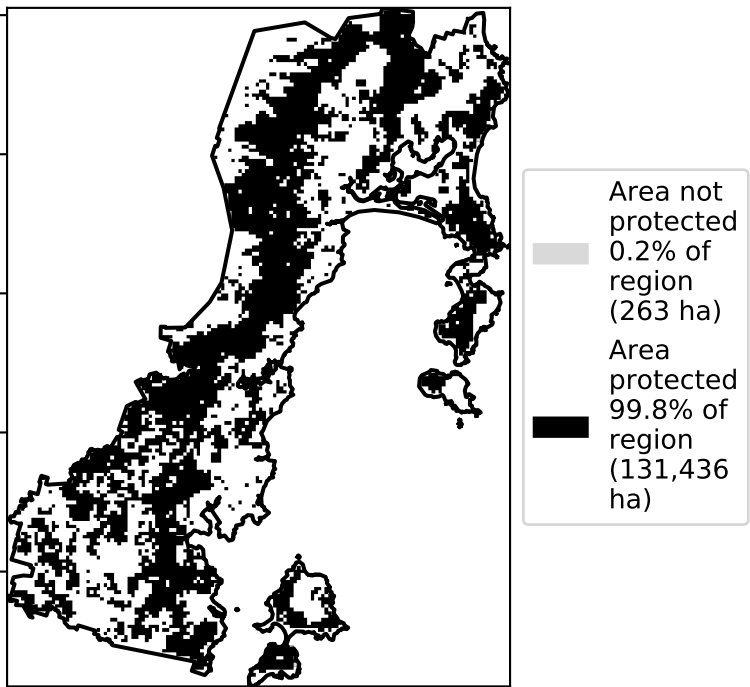 Area not
protected
0.2% of
region
(263 ha)
Area
protected
99.8% of
region
(131,436
ha)